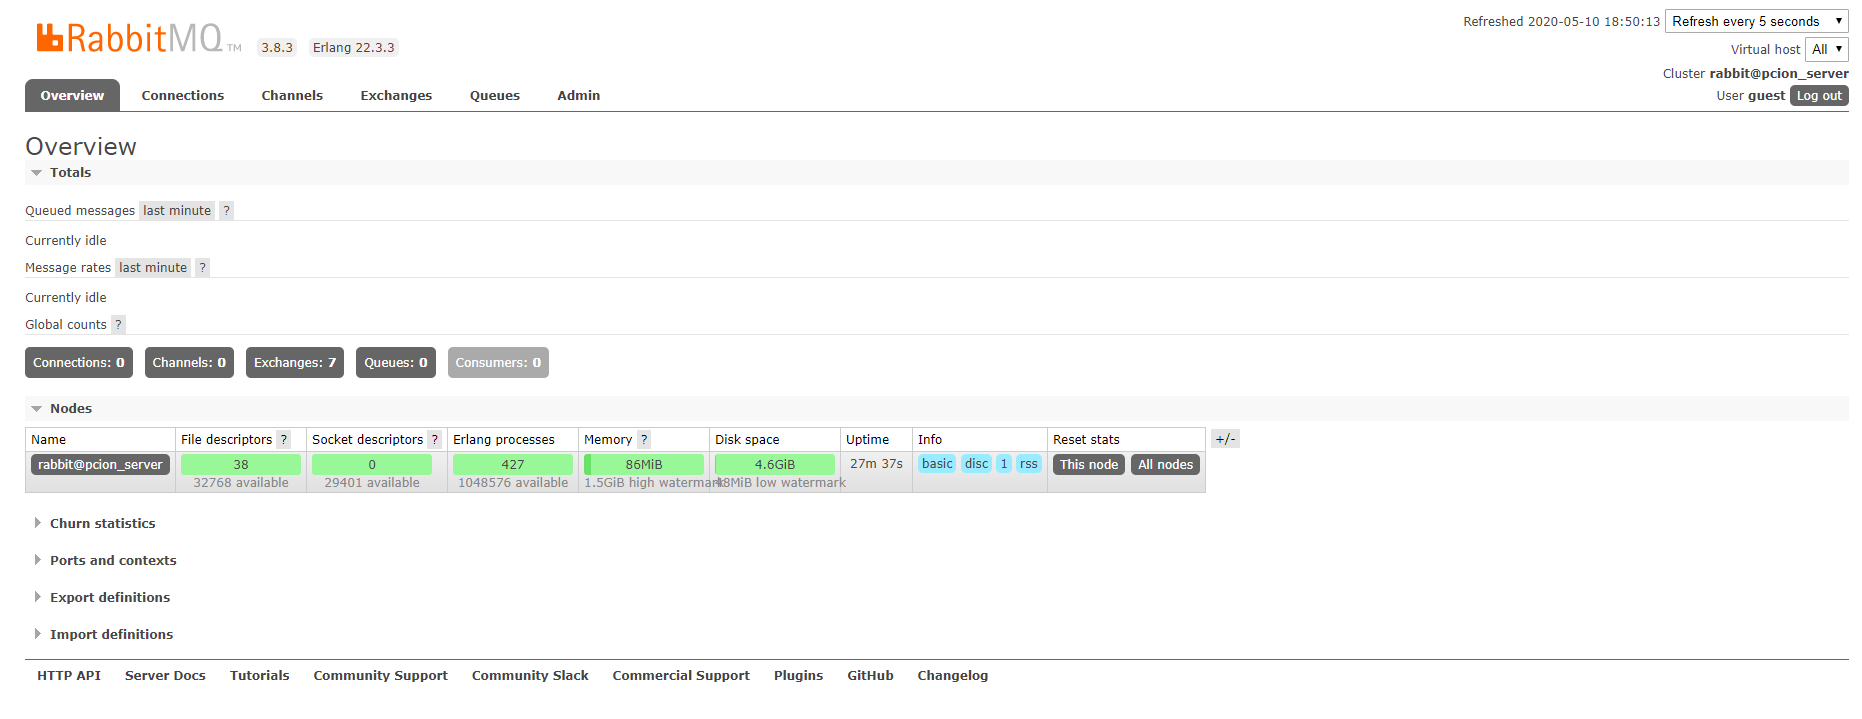 RabbitMQ TM 3.8.3 Erlang 22.3.3
Refreshed 2020-05-10 18:50:13 Refresh every 5 seconds
Virtual host All
Cluster rabbit@pcion_server
User guest Log out
Overview Connections Channels Exchanges Queues Admin
Overview
Totals
Queued messages last minute ?
Currently idle
Message rates last minute ?
Currently idle
Global counts ?
Connections: 0 Channels: 0 Exchanges: 7 Queues: 0 Consumers: 0
Nodes
Name File descriptors ? Socket descriptors ? Erlang processes Memory ? Disk space Uptime Info Reset stats +/-
rabbit@pcion_server 38 0 427 86MiB 4.6GiB 27m 37s basic disc 1 rss This node All nodes
32768 available 29401 available 1048576 available 1.5GiB high watermark 48MiB low watermark
Churn statistics
Ports and contexts
Export definitions
Import definitions
HTTP API Server Docs Tutorials Community Support Community Slack Commercial Support Plugins GitHub Changelog